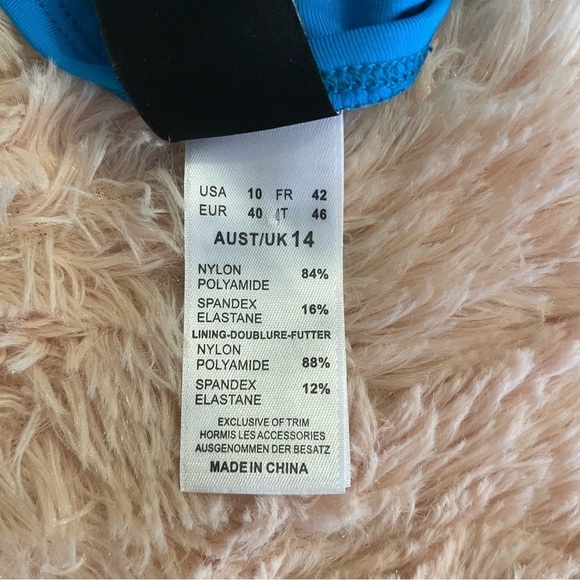 USA 10 FR 42
EUR 40 IT 46
AUST/UK 14
NYLON
POLYAMIDE 84%
SPANDEX
ELASTANE 16%
LINING-DOUBLURE-FUTTER
NYLON
POLYAMIDE 88%
SPANDEX
ELASTANE 12%
EXCLUSIVE OF TRIM
HORMIS LES ACCESSORIES
AUSGENOMMEN DER BESATZ
MADE IN CHINA